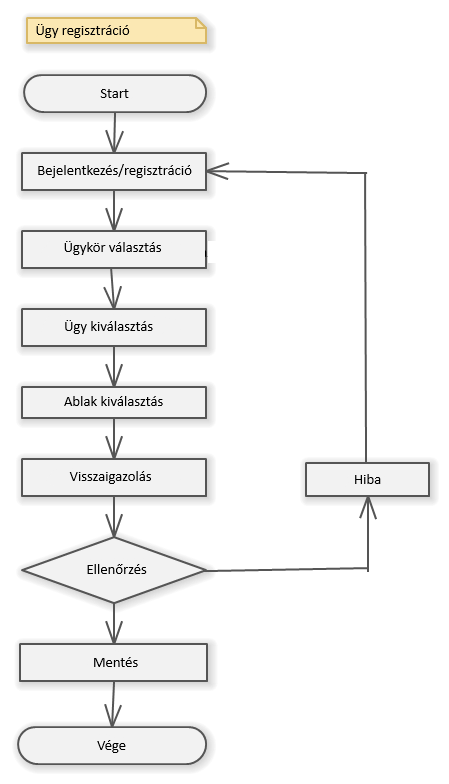 Ügy regisztráció
Start
Bejelentkezés/regisztráció
Ügykör választás
Ügy kiválasztás
Ablak kiválasztás
Visszaigazolás
Hiba
Ellenőrzés
Mentés
Vége